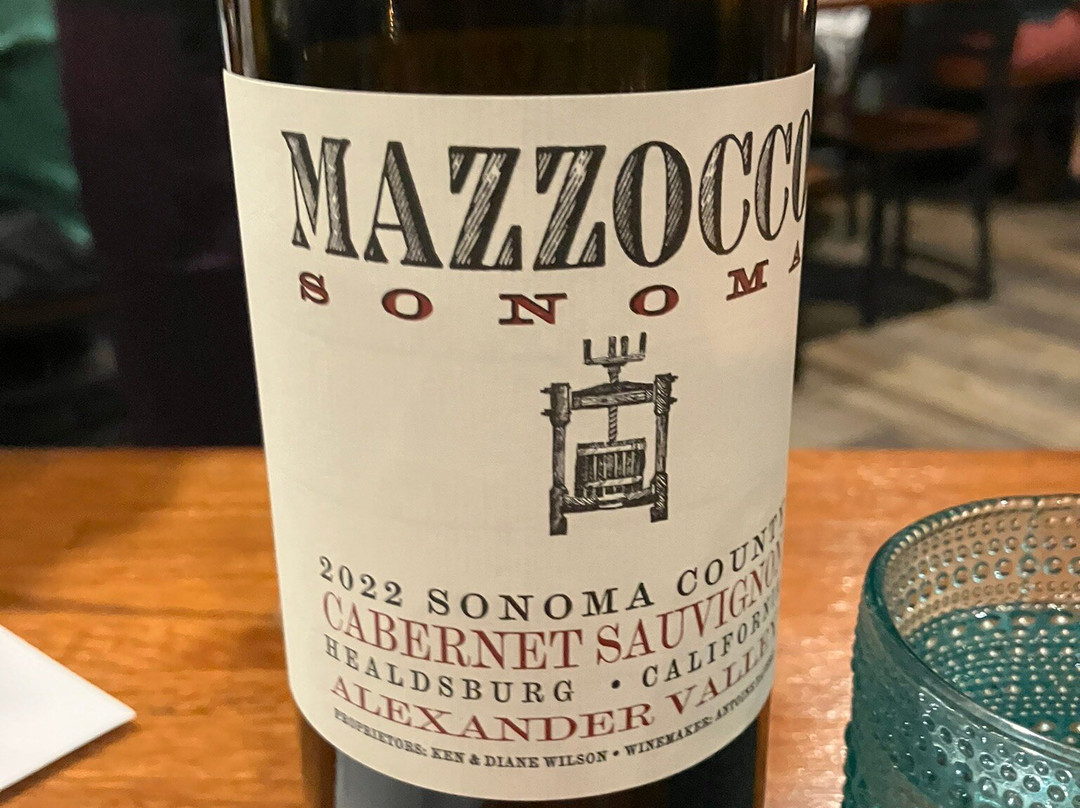 MAZZOCCO
SONOMA
2022 SONOMA COUNTY
CABERNET SAUVIGNON
HEALDSBURG • CALIFORNIA
ALEXANDER VALLEY
PROPRIETORS: KEN & DIANE WILSON • WINEMAKER: ANTOINE